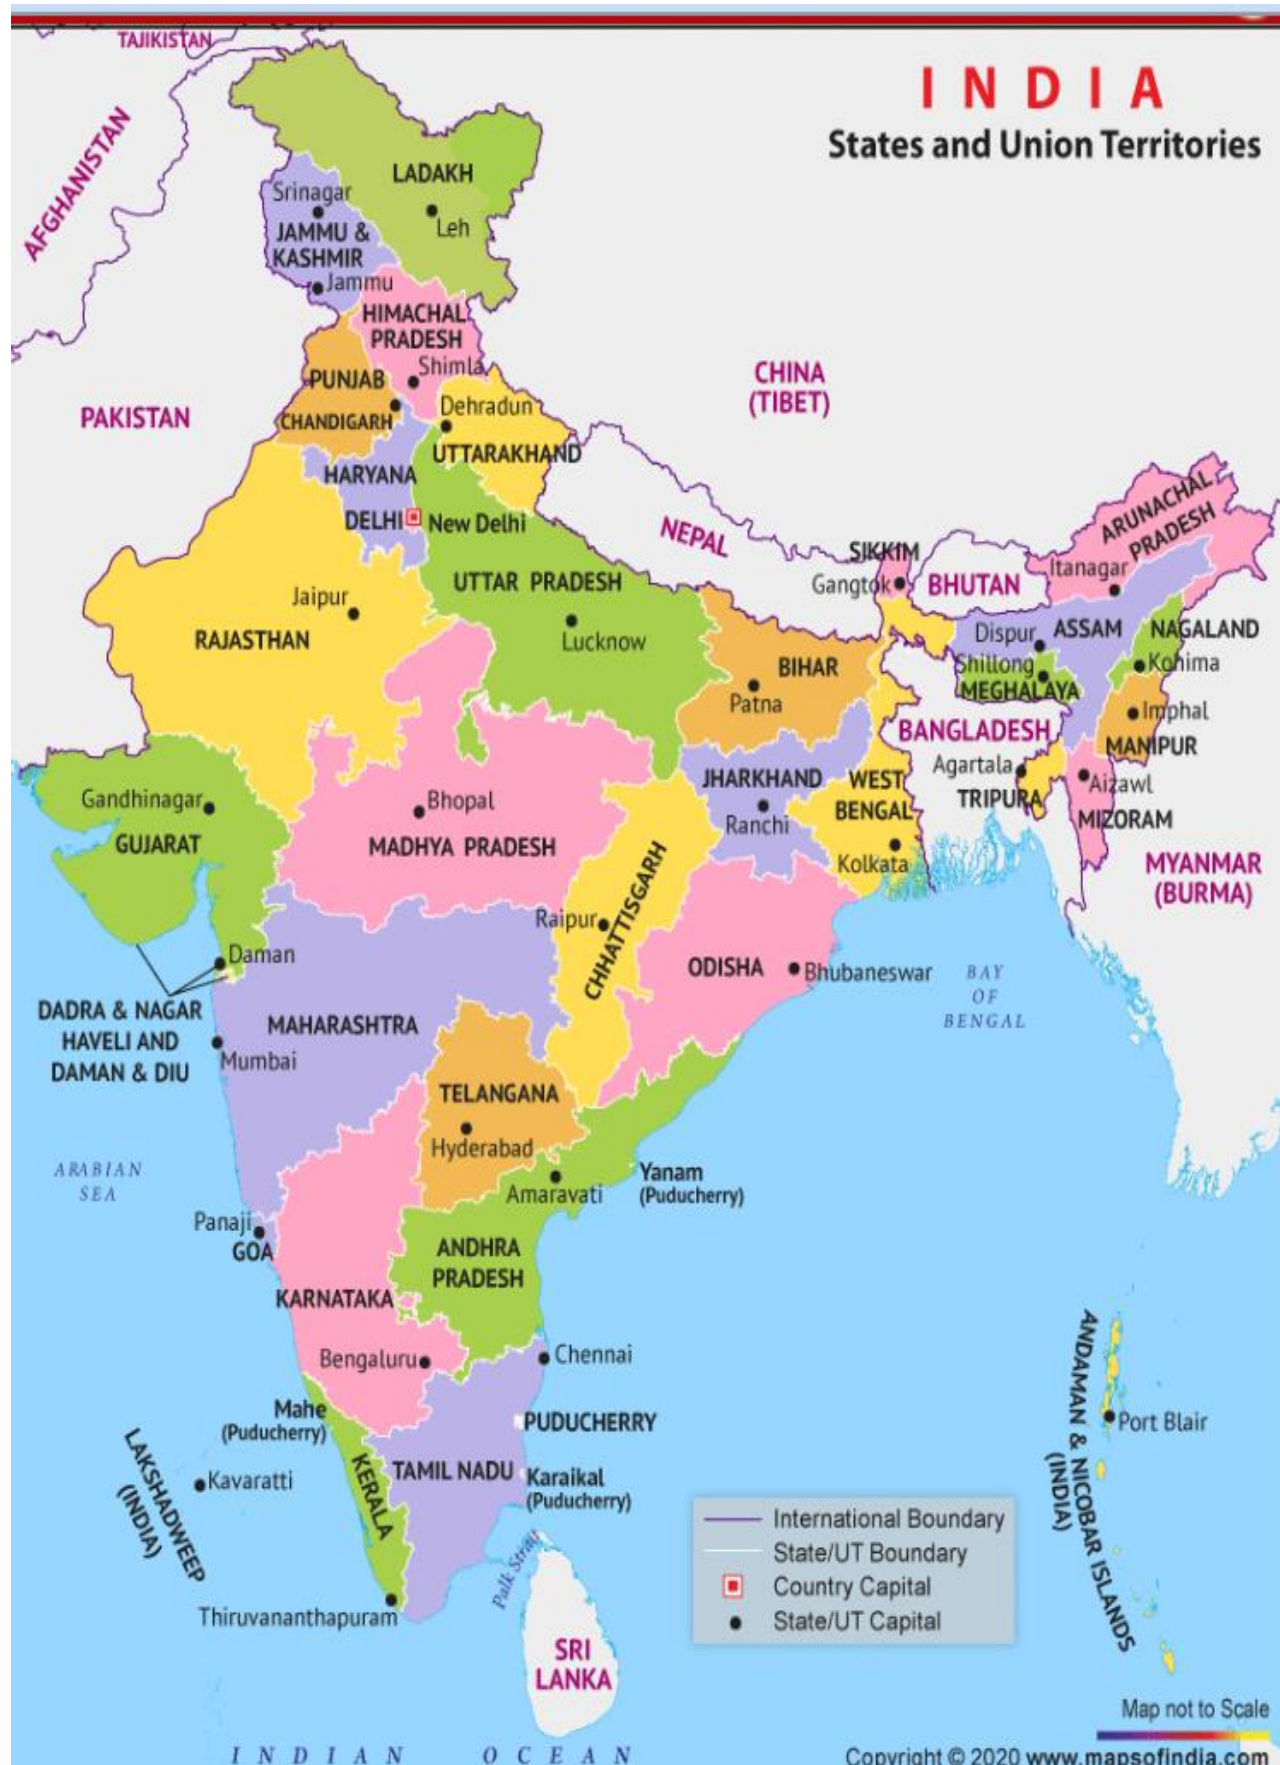 TAJIKISTAN
INDIA
States and Union Territories
AFGHANISTAN
LADAKH
Leh
Srinagar
JAMMU &
KASHMIR
Jammu
HIMACHAL
PRADESH
Shimla
PUNJAB
CHANDIGARH
Dehradun
UTTARAKHAND
PAKISTAN
CHINA
(TIBET)
HARYANA
DELHI
New Delhi
NEPAL
SIKKIM
Gangtok
BHUTAN
ARUNACHAL
PRADESH
Itanagar
UTTAR PRADESH
Lucknow
Jaipur
RAJASTHAN
BIHAR
Patna
Dispur
ASSAM
NAGALAND
Shillong
Kohima
MEGHALAYA
BANGLADESH
Imphal
MANIPUR
Agartala
TRIPURA
Aizawl
MIZORAM
MYANMAR
(BURMA)
JHARKHAND
Ranchi
WEST
BENGAL
Kolkata
Gandhinagar
GUJARAT
Bhopal
MADHYA PRADESH
Raipur
CHHATTISGARH
ODISHA
Bhubaneswar
BAY
OF
BENGAL
Daman
DADRA & NAGAR
HAVELI AND
DAMAN & DIU
MAHARASHTRA
Mumbai
TELANGANA
Hyderabad
ARABIAN
SEA
Amaravati
Yanam
(Puducherry)
Panaji
GOA
ANDHRA
PRADESH
KARNATAKA
Bengaluru
Chennai
Mahe
(Puducherry)
PUDUCHERRY
LAKSHADWEEP
(INDIA)
Kavaratti
KERALA
TAMIL NADU
Karaikal
(Puducherry)
ANDAMAN & NICOBAR ISLANDS
(INDIA)
Port Blair
Palk Strait
Thiruvananthapuram
SRI
LANKA
International Boundary
State/UT Boundary
Country Capital
State/UT Capital
Map not to Scale
INDIAN OCEAN
Copyright © 2020 www.mapsofindia.com